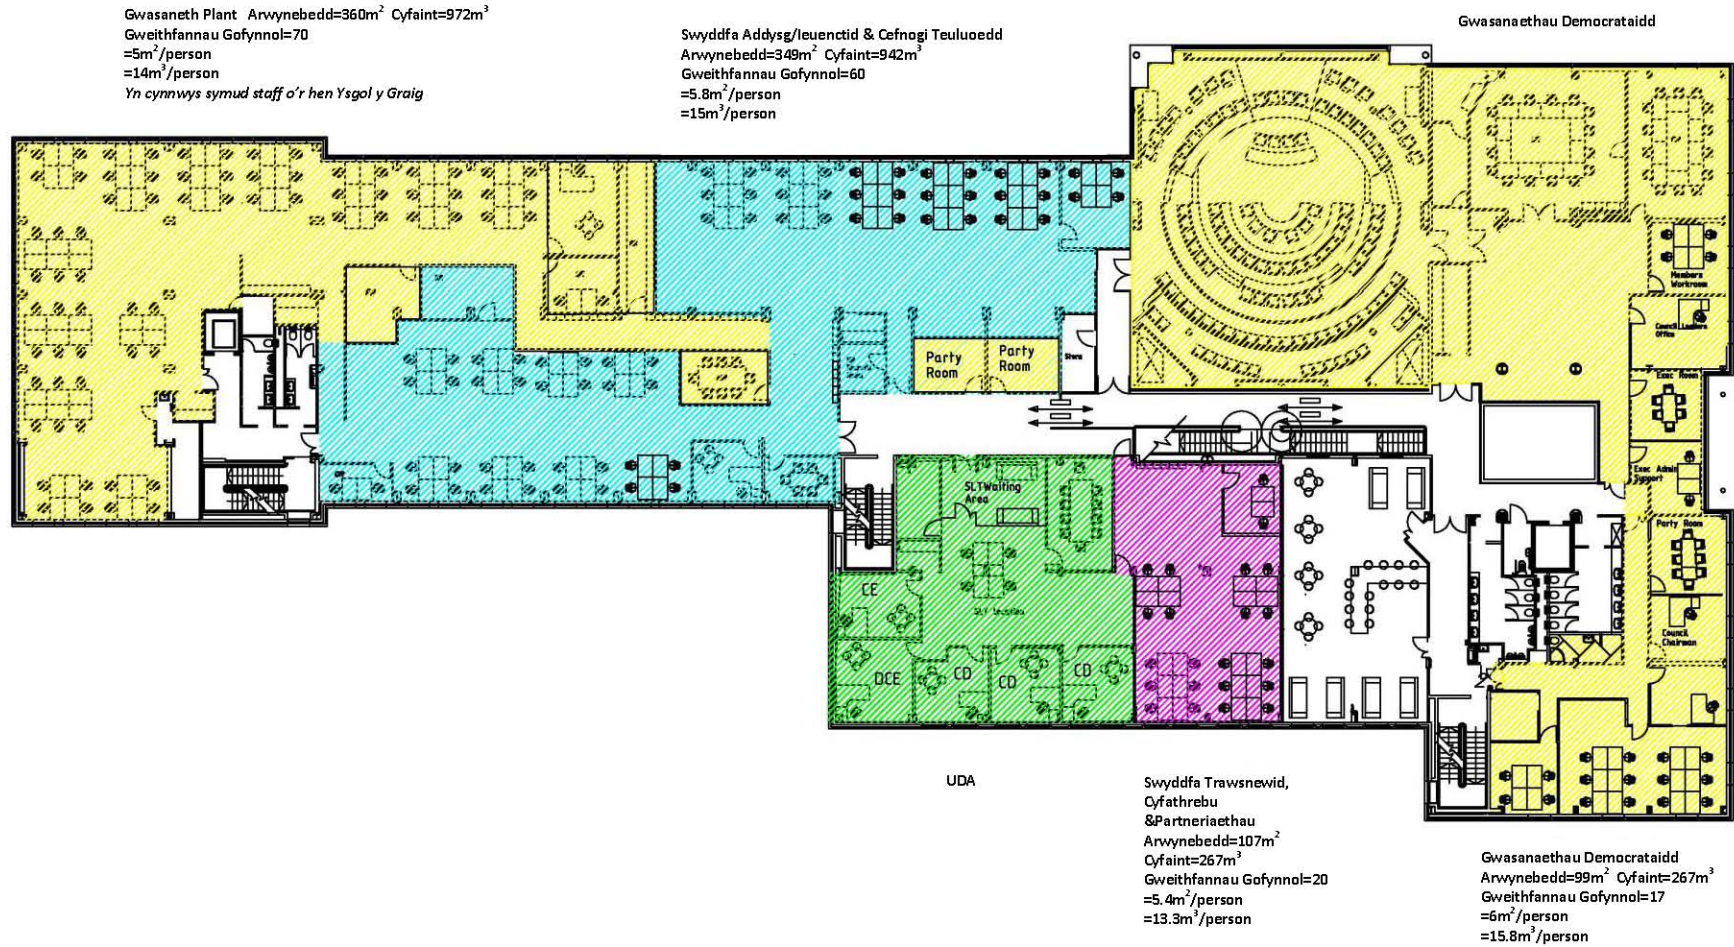 Gwasaneth Plant Arwynebedd=360m² Cyfaint=972m³
Gweithfannau Gofynnol=70
=5m²/person
=14m³/person
Yn cynnwys symud staff o'r hen Ysgol y Graig
Swyddfa Addysg/Ieuenctid & Cefnogi Teuluoedd
Arwynebedd=349m² Cyfaint=942m³
Gweithfannau Gofynnol=60
=5.8m²/person
=15m³/person
Gwasanaethau Democrataidd
Members
Workroom
Council Leaders
Office
Party
Room
Party
Room
Store
Exec Room
Exec Admin
Support
SLT Waiting
Area
Party Room
CE
Council
Chairman
DCE
CD
CD
CD
UDA
Swyddfa Trawsnewid,
Cyfathrebu
&Partneriaethau
Arwynebedd=107m²
Cyfaint=267m³
Gweithfannau Gofynnol=20
=5.4m²/person
=13.3m³/person
Gwasanaethau Democrataidd
Arwynebedd=99m² Cyfaint=267m³
Gweithfannau Gofynnol=17
=6m²/person
=15.8m³/person